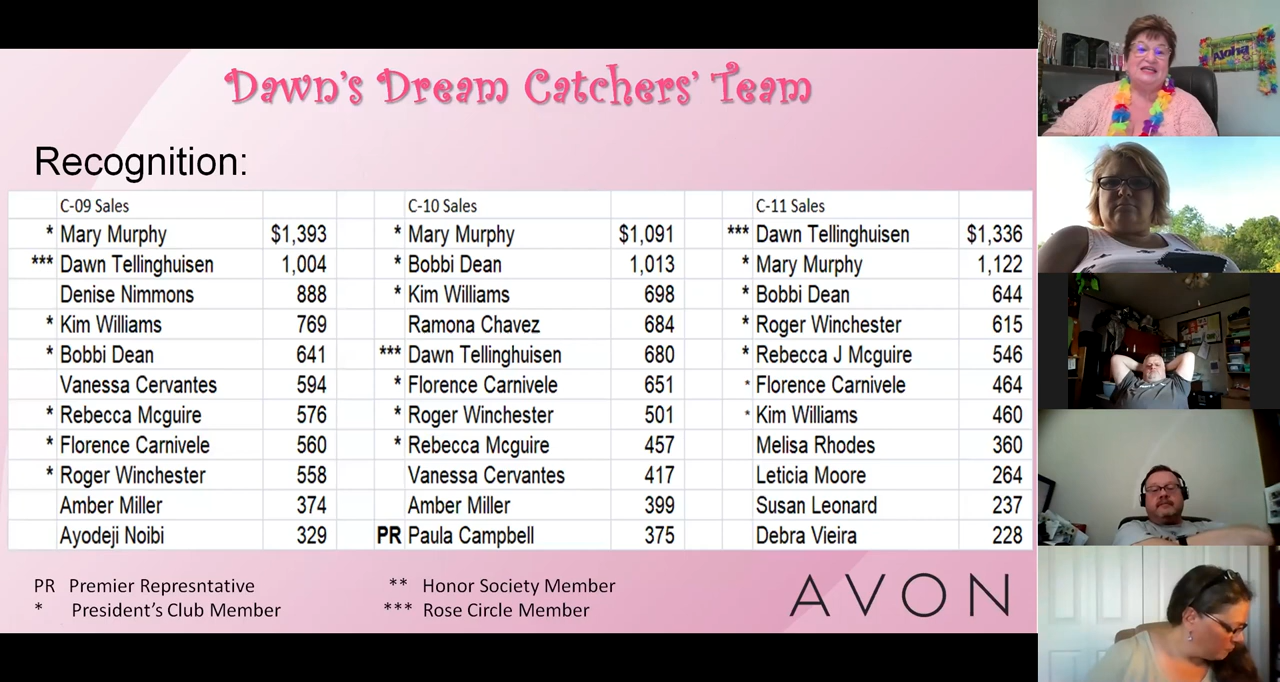 Dawn's Dream Catchers' Team
Aloha
Recognition:
C-09 Sales C-10 Sales C-11 Sales
* Mary Murphy $1,393 * Mary Murphy $1,091 *** Dawn Tellinghuisen $1,336
*** Dawn Tellinghuisen 1,004 * Bobbi Dean 1,013 * Mary Murphy 1,122
Denise Nimmons 888 * Kim Williams 698 * Bobbi Dean 644
* Kim Williams 769 Ramona Chavez 684 * Roger Winchester 615
* Bobbi Dean 641 *** Dawn Tellinghuisen 680 * Rebecca J Mcguire 546
Vanessa Cervantes 594 * Florence Carnivele 651 * Florence Carnivele 464
* Rebecca Mcguire 576 * Roger Winchester 501 * Kim Williams 460
* Florence Carnivele 560 * Rebecca Mcguire 457 Melisa Rhodes 360
* Roger Winchester 558 Vanessa Cervantes 417 Leticia Moore 264
Amber Miller 374 Amber Miller 399 Susan Leonard 237
Ayodeji Noibi 329 PR Paula Campbell 375 Debra Vieira 228
PR Premier Represntative ** Honor Society Member
* President's Club Member *** Rose Circle Member
AVON